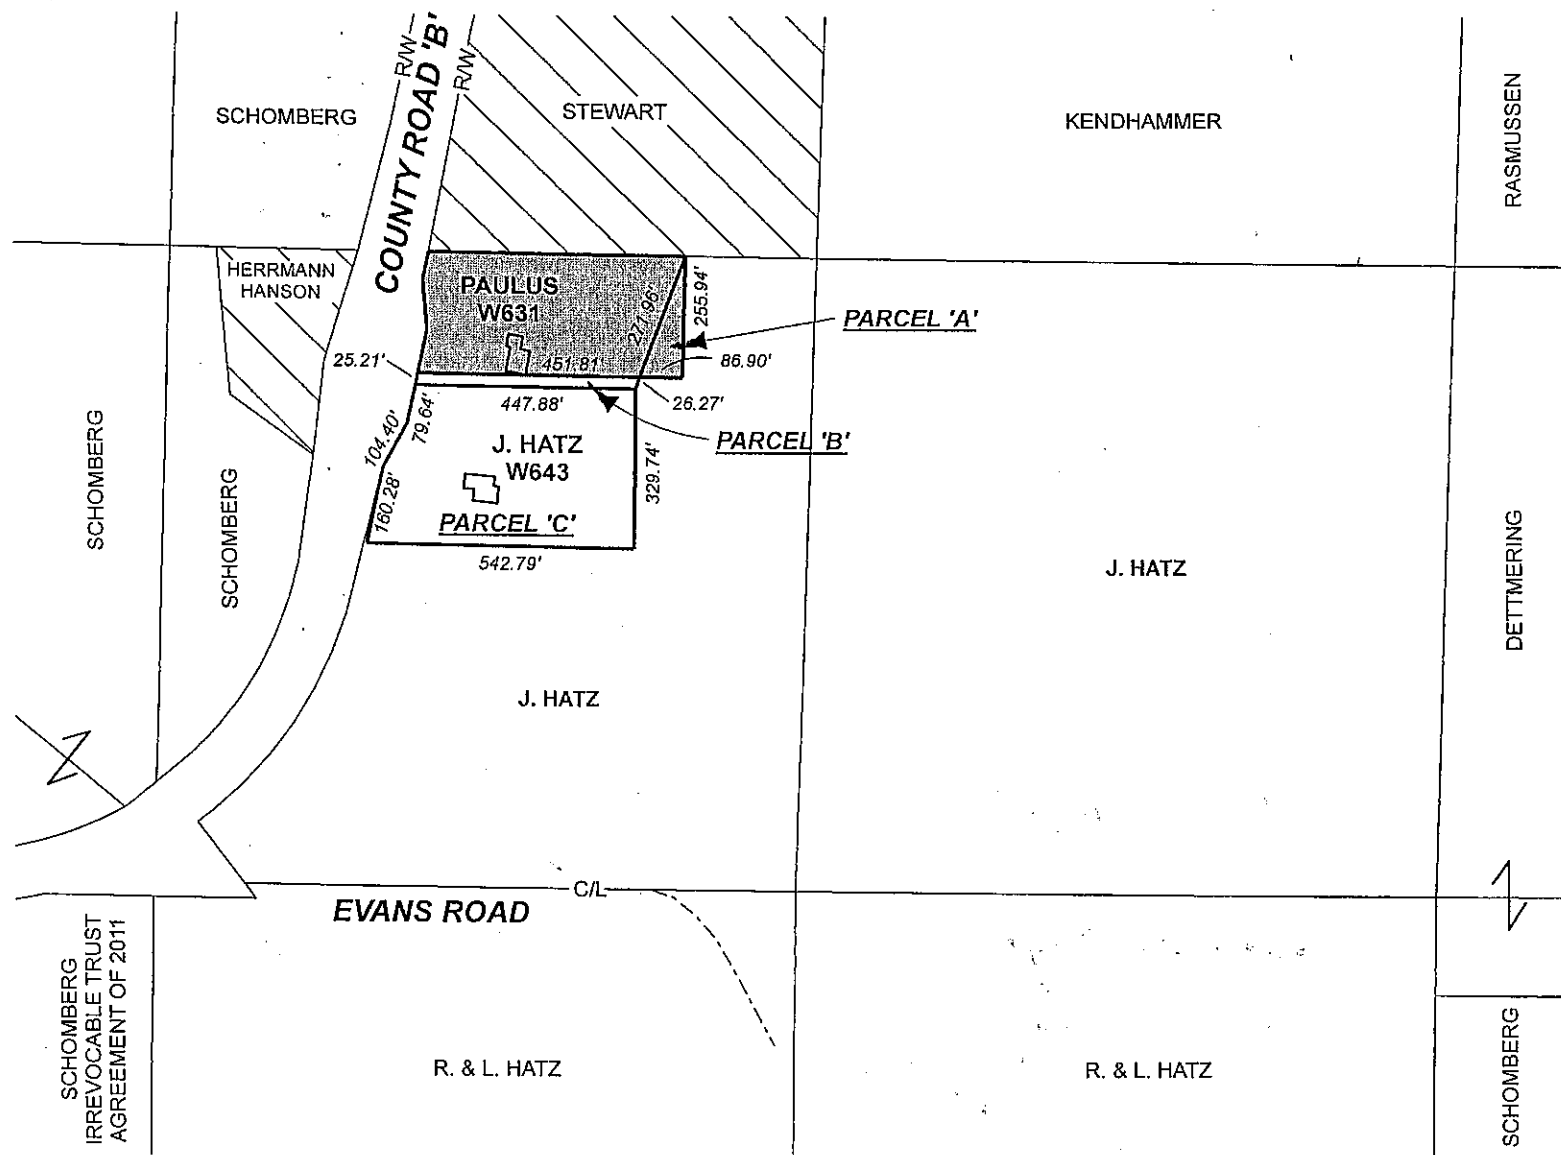 SCHOMBERG
R/W
COUNTY ROAD 'B'
R/W
STEWART
KENDHAMMER
RASMUSSEN
HERRMANN
HANSON
PAULUS
W631
271.96'
255.94'
PARCEL 'A'
25.21'
451.81'
86.90'
447.88'
26.27'
PARCEL 'B'
79.64'
104.40'
160.28'
J. HATZ
W643
329.74'
PARCEL 'C'
542.79'
SCHOMBERG
SCHOMBERG
J. HATZ
DETTMERING
J. HATZ
C/L
EVANS ROAD
SCHOMBERG
IRREVOCABLE TRUST
AGREEMENT OF 2011
R. & L. HATZ
R. & L. HATZ
SCHOMBERG